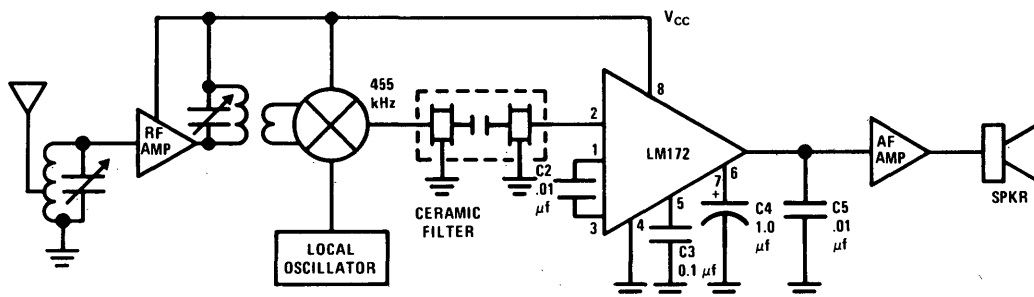 V CC
455
kHz
RF
AMP
8
2
LM172
AF
AMP
1
C2
.01
µf
7
6
+
5
4
3
C4
1.0
µf
C5
.01
µf
SPKR
CERAMIC
FILTER
C3
0.1 µf
LOCAL
OSCILLATOR